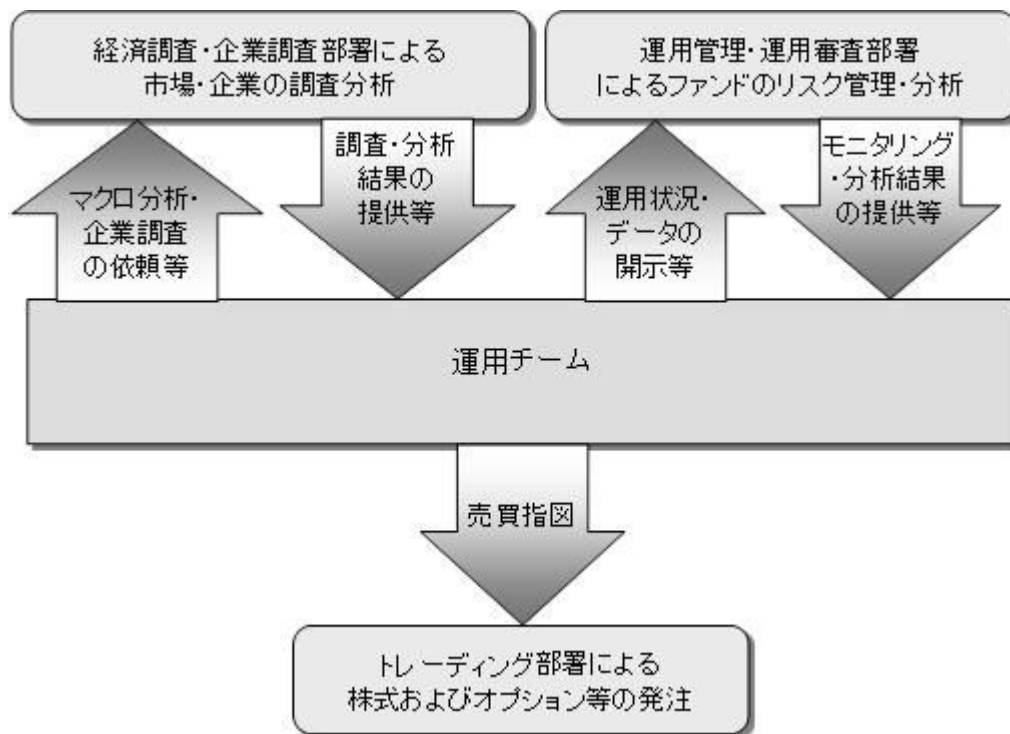 経済調査・企業調査部署による
市場・企業の調査分析
運用管理・運用審査部署
によるファンドのリスク管理・分析
マクロ分析・
企業調査
の依頼等
調査・分析
結果の
提供等
運用状況・
データの
開示等
モニタリング
・分析結果
の提供等
運用チーム
売買指図
トレーディング部署による
株式およびオプション等の発注